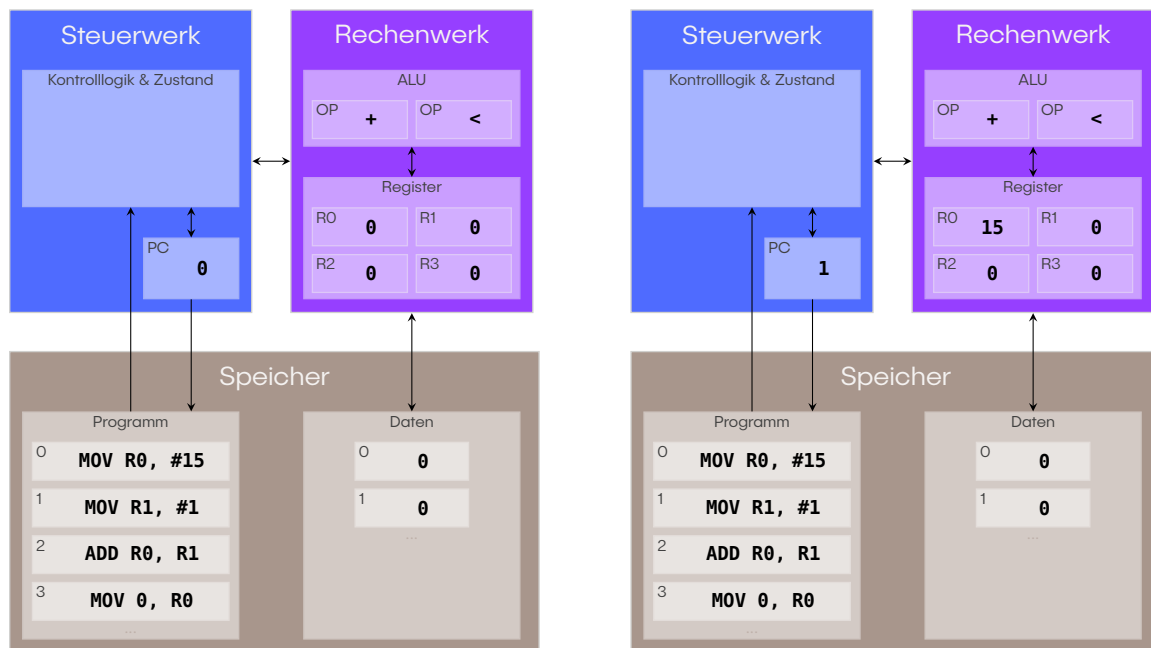 Steuerwerk
Kontrolllogik & Zustand
PC
0
Rechenwerk
ALU
OP + OP <
Register
R0 0 R1 0
R2 0 R3 0
Speicher
Programm
0 MOV R0, #15
1 MOV R1, #1
2 ADD R0, R1
3 MOV 0, R0
...
Daten
0 0
1 0
...
Steuerwerk
Kontrolllogik & Zustand
PC
1
Rechenwerk
ALU
OP + OP <
Register
R0 15 R1 0
R2 0 R3 0
Speicher
Programm
0 MOV R0, #15
1 MOV R1, #1
2 ADD R0, R1
3 MOV 0, R0
...
Daten
0 0
1 0
...